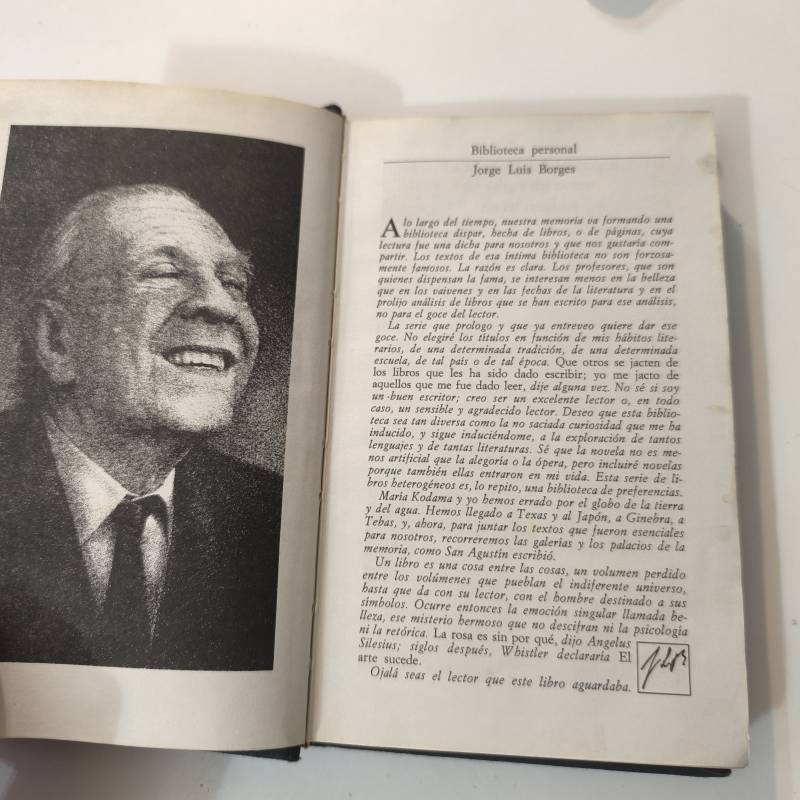 Biblioteca personal
Jorge Luis Borges
A lo largo del tiempo, nuestra memoria va formando una
biblioteca dispar, hecha de libros, o de páginas, cuya
lectura fue una dicha para nosotros y que nos gustaría com-
partir. Los textos de esa íntima biblioteca no son forzosa-
mente famosos. La razón es clara. Los profesores, que son
quienes dispensan la fama, se interesan menos en la belleza
que en los vaivenes y en las fechas de la literatura y en el
prolijo análisis de libros que se han escrito para ese análisis,
no para el goce del lector.
La serie que prologo y que ya entreveo quiere dar ese
goce. No elegiré los títulos en función de mis hábitos lite-
rarios, de una determinada tradición, de una determinada
escuela, de tal país o de tal época. Que otros se jacten de
los libros que les ha sido dado escribir; yo me jacto de
aquellos que me fue dado leer, dije alguna vez. No sé si soy
un buen escritor; creo ser un excelente lector o, en todo
caso, un sensible y agradecido lector. Deseo que esta biblio-
teca sea tan diversa como la no saciada curiosidad que me ha
inducido, y sigue induciéndome, a la exploración de tantos
lenguajes y de tantas literaturas. Sé que la novela no es me-
nos artificial que la alegoría o la ópera, pero incluiré novelas
porque también ellas entraron en mi vida. Esta serie de li-
bros heterogéneos es, lo repito, una biblioteca de preferencias.
María Kodama y yo hemos errado por el globo de la tierra
y del agua. Hemos llegado a Texas y al Japón, a Ginebra, a
Tebas, y, ahora, para juntar los textos que fueron esenciales
para nosotros, recorreremos las galerías y los palacios de la
memoria, como San Agustín escribió.
Un libro es una cosa entre las cosas, un volumen perdido
entre los volúmenes que pueblan el indiferente universo,
hasta que da con su lector, con el hombre destinado a sus
símbolos. Ocurre entonces la emoción singular llamada be-
lleza, ese misterio hermoso que no descifran ni la psicología
ni la retórica. La rosa es sin por qué, dijo Angelus
Silesius; siglos después, Whistler declararía El
arte sucede.
Ojalá seas el lector que este libro aguardaba.
JLB